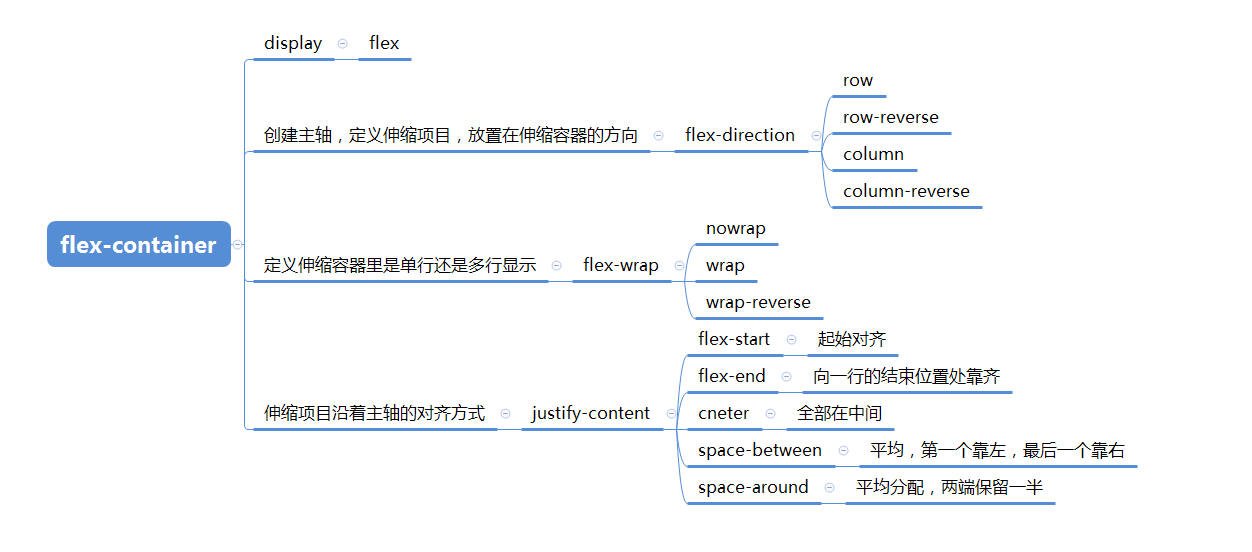 flex-container
display
flex
创建主轴，定义伸缩项目，放置在伸缩容器的方向
flex-direction
row
row-reverse
column
column-reverse
定义伸缩容器里是单行还是多行显示
flex-wrap
nowrap
wrap
wrap-reverse
伸缩项目沿着主轴的对齐方式
justify-content
flex-start
起始对齐
flex-end
向一行的结束位置处靠齐
cneter
全部在中间
space-between
平均，第一个靠左，最后一个靠右
space-around
平均分配，两端保留一半